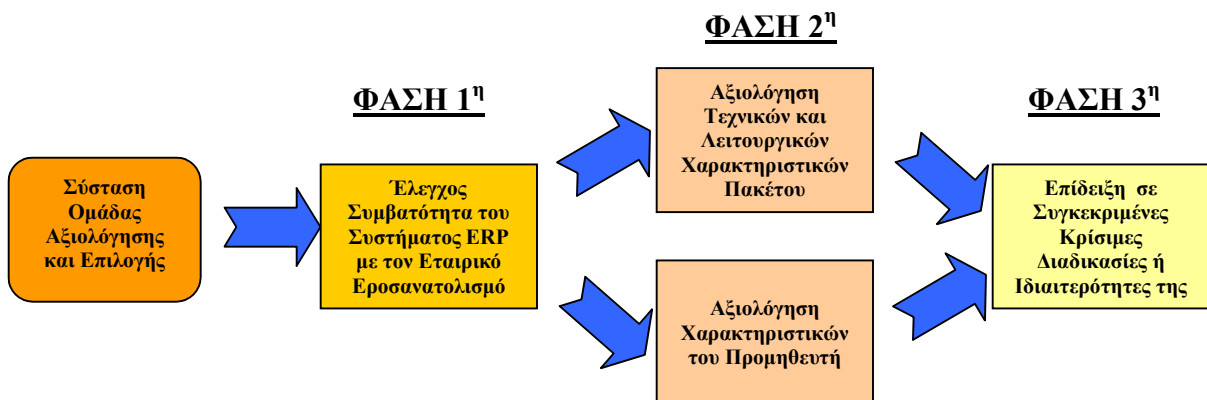 ΦΑΣΗ 2η
ΦΑΣΗ 1η
ΦΑΣΗ 3η
Σύσταση
Ομάδας
Αξιολόγησης
και Επιλογής
Έλεγχος
Συμβατότητα του
Συστήματος ERP
με τον Εταιρικό
Εροσανατολισμό
Αξιολόγηση
Τεχνικών και
Λειτουργικών
Χαρακτηριστικών
Πακέτου
Αξιολόγηση
Χαρακτηριστικών
του Προμηθευτή
Επίδειξη σε
Συγκεκριμένες
Κρίσιμες
Διαδικασίες ή
Ιδιαιτερότητες της